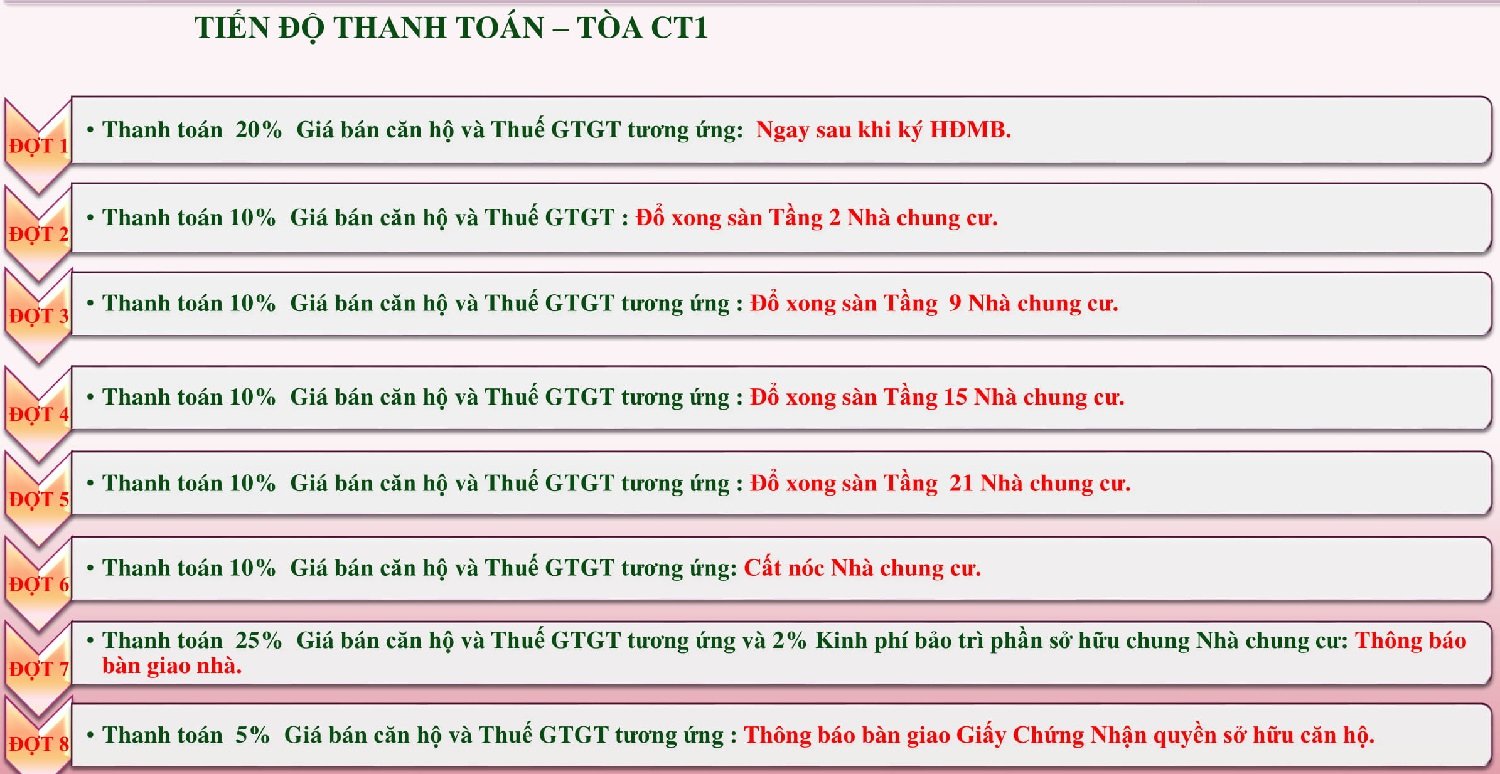 TIẾN ĐỘ THANH TOÁN – TÒA CT1
ĐỢT 1
• Thanh toán 20% Giá bán căn hộ và Thuế GTGT tương ứng: Ngay sau khi ký HĐMB.
ĐỢT 2
• Thanh toán 10% Giá bán căn hộ và Thuế GTGT : Đổ xong sàn Tầng 2 Nhà chung cư.
ĐỢT 3
• Thanh toán 10% Giá bán căn hộ và Thuế GTGT tương ứng : Đổ xong sàn Tầng 9 Nhà chung cư.
ĐỢT 4
• Thanh toán 10% Giá bán căn hộ và Thuế GTGT tương ứng : Đổ xong sàn Tầng 15 Nhà chung cư.
ĐỢT 5
• Thanh toán 10% Giá bán căn hộ và Thuế GTGT tương ứng : Đổ xong sàn Tầng 21 Nhà chung cư.
ĐỢT 6
• Thanh toán 10% Giá bán căn hộ và Thuế GTGT tương ứng: Cất nóc Nhà chung cư.
ĐỢT 7
• Thanh toán 25% Giá bán căn hộ và Thuế GTGT tương ứng và 2% Kinh phí bảo trì phần sở hữu chung Nhà chung cư: Thông báo
bàn giao nhà.
ĐỢT 8
• Thanh toán 5% Giá bán căn hộ và Thuế GTGT tương ứng : Thông báo bàn giao Giấy Chứng Nhận quyền sở hữu căn hộ.